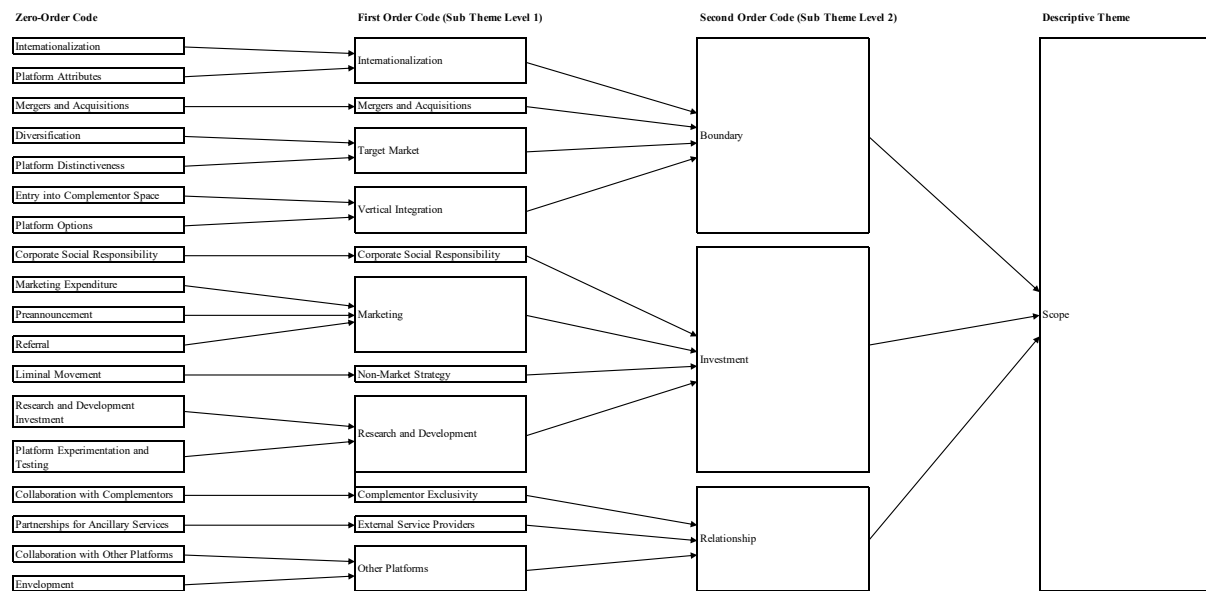 Zero-Order Code
First Order Code (Sub Theme Level 1)
Second Order Code (Sub Theme Level 2)
Descriptive Theme
Internationalization
Platform Attributes
Mergers and Acquisitions
Diversification
Platform Distinctiveness
Entry into Complementor Space
Platform Options
Corporate Social Responsibility
Marketing Expenditure
Preannouncement
Referral
Liminal Movement
Research and Development
Investment
Platform Experimentation and
Testing
Collaboration with Complementors
Partnerships for Ancillary Services
Collaboration with Other Platforms
Envelopment
Internationalization
Mergers and Acquisitions
Target Market
Vertical Integration
Corporate Social Responsibility
Marketing
Non-Market Strategy
Research and Development
Complementor Exclusivity
External Service Providers
Other Platforms
Boundary
Investment
Relationship
Scope